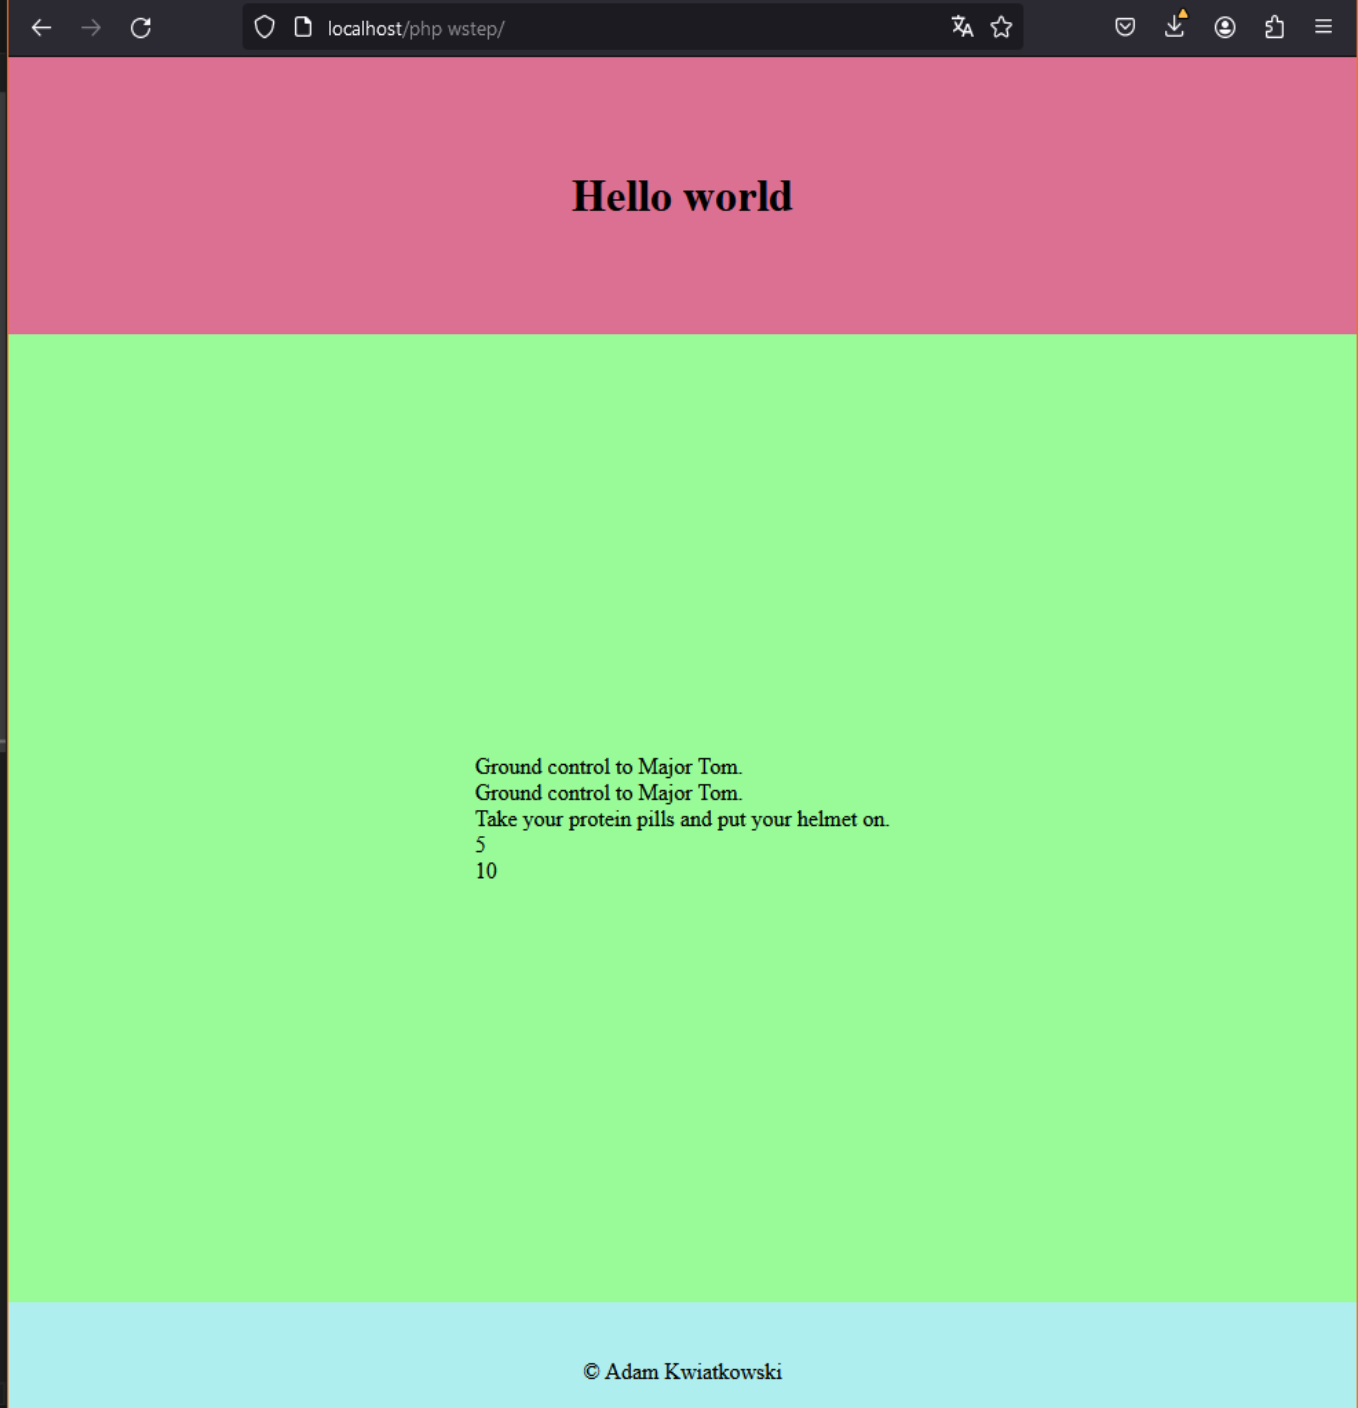 localhost/php wstep/
Hello world
Ground control to Major Tom.
Ground control to Major Tom.
Take your protein pills and put your helmet on.
5
10
© Adam Kwiatkowski